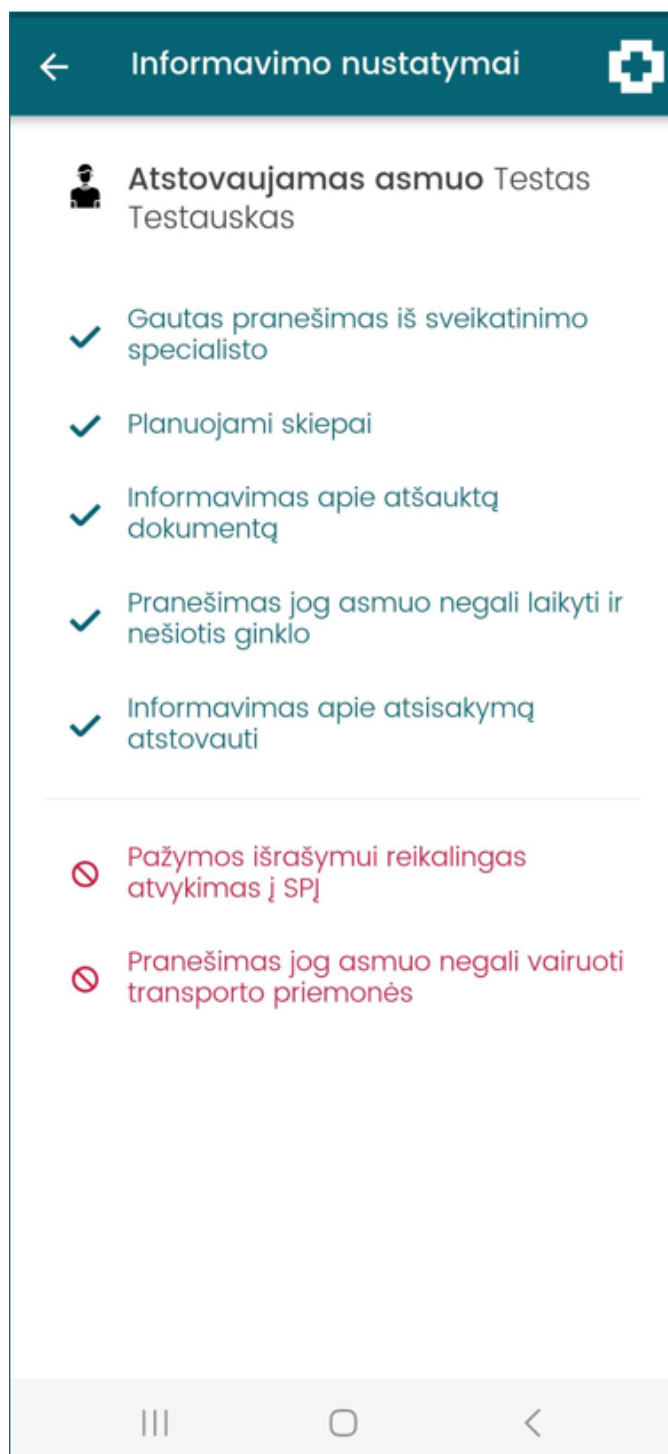 Informavimo nustatymai
Atstovaujamas asmuo Testas
Testauskas
Gautas pranešimas iš sveikatinimo
specialisto
Planuojami skiepai
Informavimas apie atšauktą
dokumentą
Pranešimas jog asmuo negali laikyti ir
nešiotis ginklo
Informavimas apie atsisakymą
atstovauti
Pažymos išrašymui reikalingas
atvykimas į SPĮ
Pranešimas jog asmuo negali vairuoti
transporto priemonės